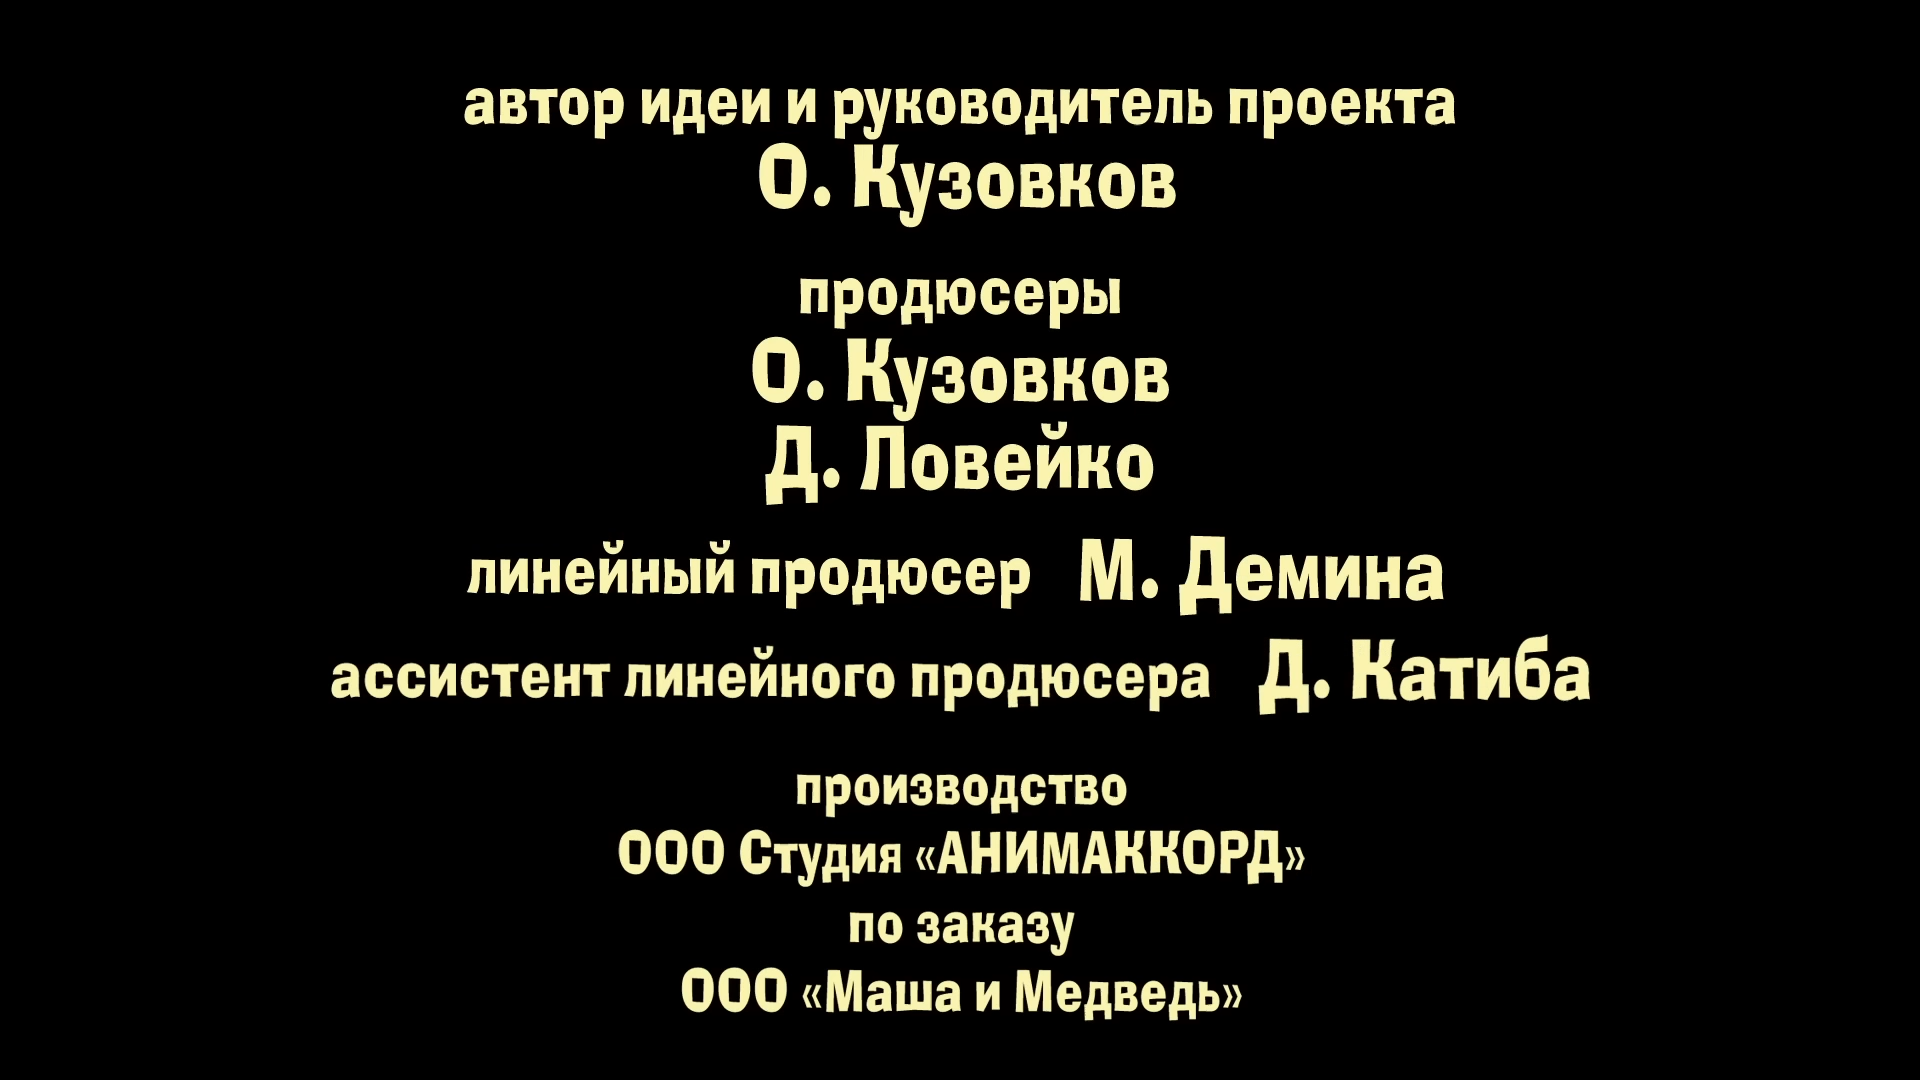 автор идеи и руководитель проекта
О. Кузовков
продюсеры
О. Кузовков
Д. Ловейко
линейный продюсер М. Демина
ассистент линейного продюсера Д. Катиба
производство
ООО Студия «АНИМАККОРД»
по заказу
ООО «Маша и Медведь»